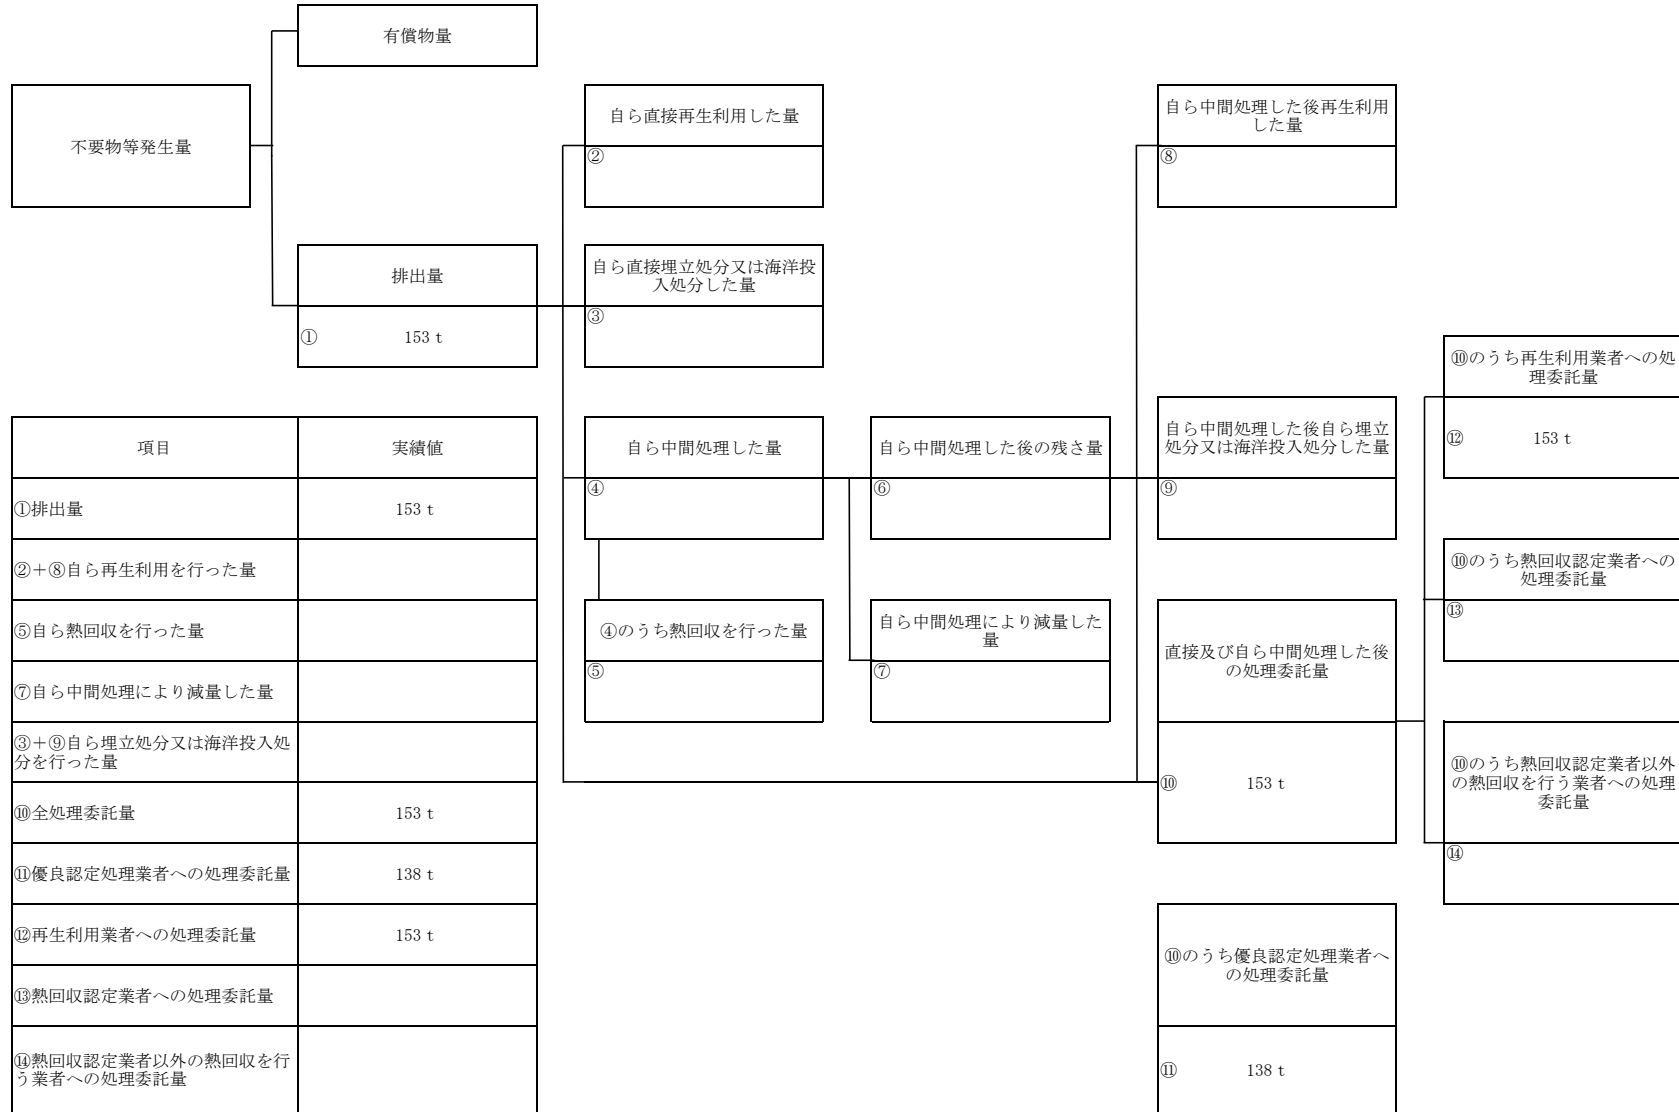 有償物量
不要物等発生量
自ら直接再生利用した量
②
自ら中間処理した後再生利用
した量
⑧
排出量
①
153 t
自ら直接埋立処分又は海洋投
入処分した量
③
⑩のうち再生利用業者への処
理委託量
⑫
153 t
項目
実績値
①排出量
153 t
②＋⑧自ら再生利用を行った量
⑤自ら熱回収を行った量
⑦自ら中間処理により減量した量
③＋⑨自ら埋立処分又は海洋投入処
分を行った量
⑩全処理委託量
153 t
⑪優良認定処理業者への処理委託量
138 t
⑫再生利用業者への処理委託量
153 t
⑬熱回収認定業者への処理委託量
⑭熱回収認定業者以外の熱回収を行
う業者への処理委託量
自ら中間処理した量
④
自ら中間処理した後の残さ量
⑥
自ら中間処理した後自ら埋立
処分又は海洋投入処分した量
⑨
④のうち熱回収を行った量
⑤
自ら中間処理により減量した
量
⑦
直接及び自ら中間処理した後
の処理委託量
⑩
153 t
⑩のうち熱回収認定業者への
処理委託量
⑬
⑩のうち熱回収認定業者以外
の熱回収を行う業者への処理
委託量
⑭
⑩のうち優良認定処理業者へ
の処理委託量
⑪
138 t